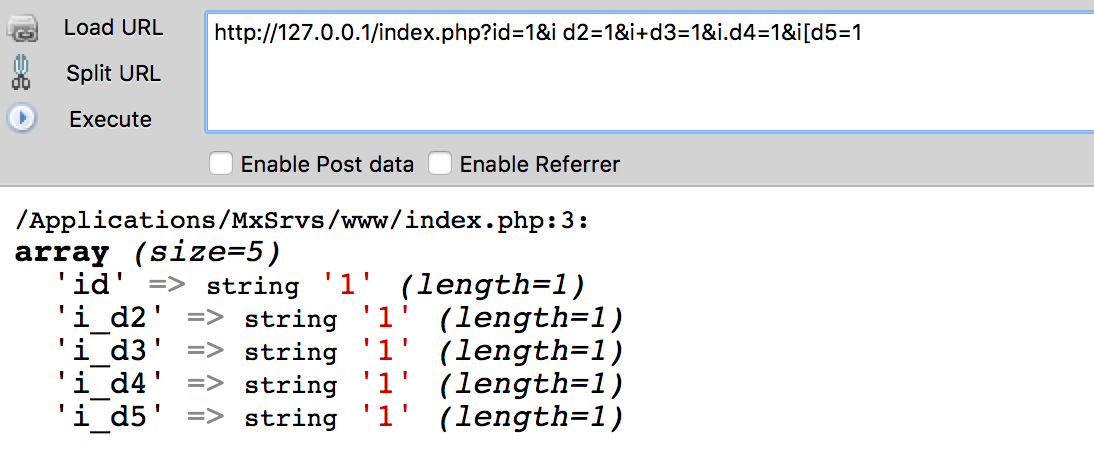 Load URL
http://127.0.0.1/index.php?id=1&i d2=1&i+d3=1&i.d4=1&i[d5=1
Split URL
Execute
Enable Post data Enable Referrer
/Applications/MxSrvs/www/index.php:3:
array (size=5)
'id' => string '1' (length=1)
'i_d2' => string '1' (length=1)
'i_d3' => string '1' (length=1)
'i_d4' => string '1' (length=1)
'i_d5' => string '1' (length=1)